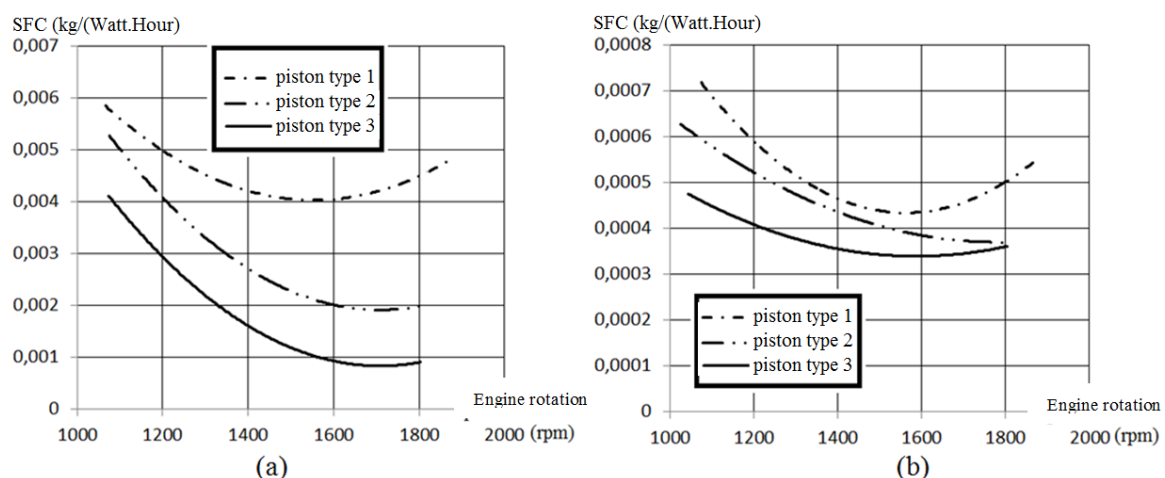 SFC (kg/(Watt.Hour)
0,007
0,006
0,005
0,004
0,003
0,002
0,001
0
piston type 1
piston type 2
piston type 3
Engine rotation
1000 1200 1400 1600 1800 2000 (rpm)
(a)
SFC (kg/(Watt.Hour)
0,0008
0,0007
0,0006
0,0005
0,0004
0,0003
0,0002
0,0001
0
piston type 1
piston type 2
piston type 3
Engine rotation
1000 1200 1400 1600 1800 2000 (rpm)
(b)